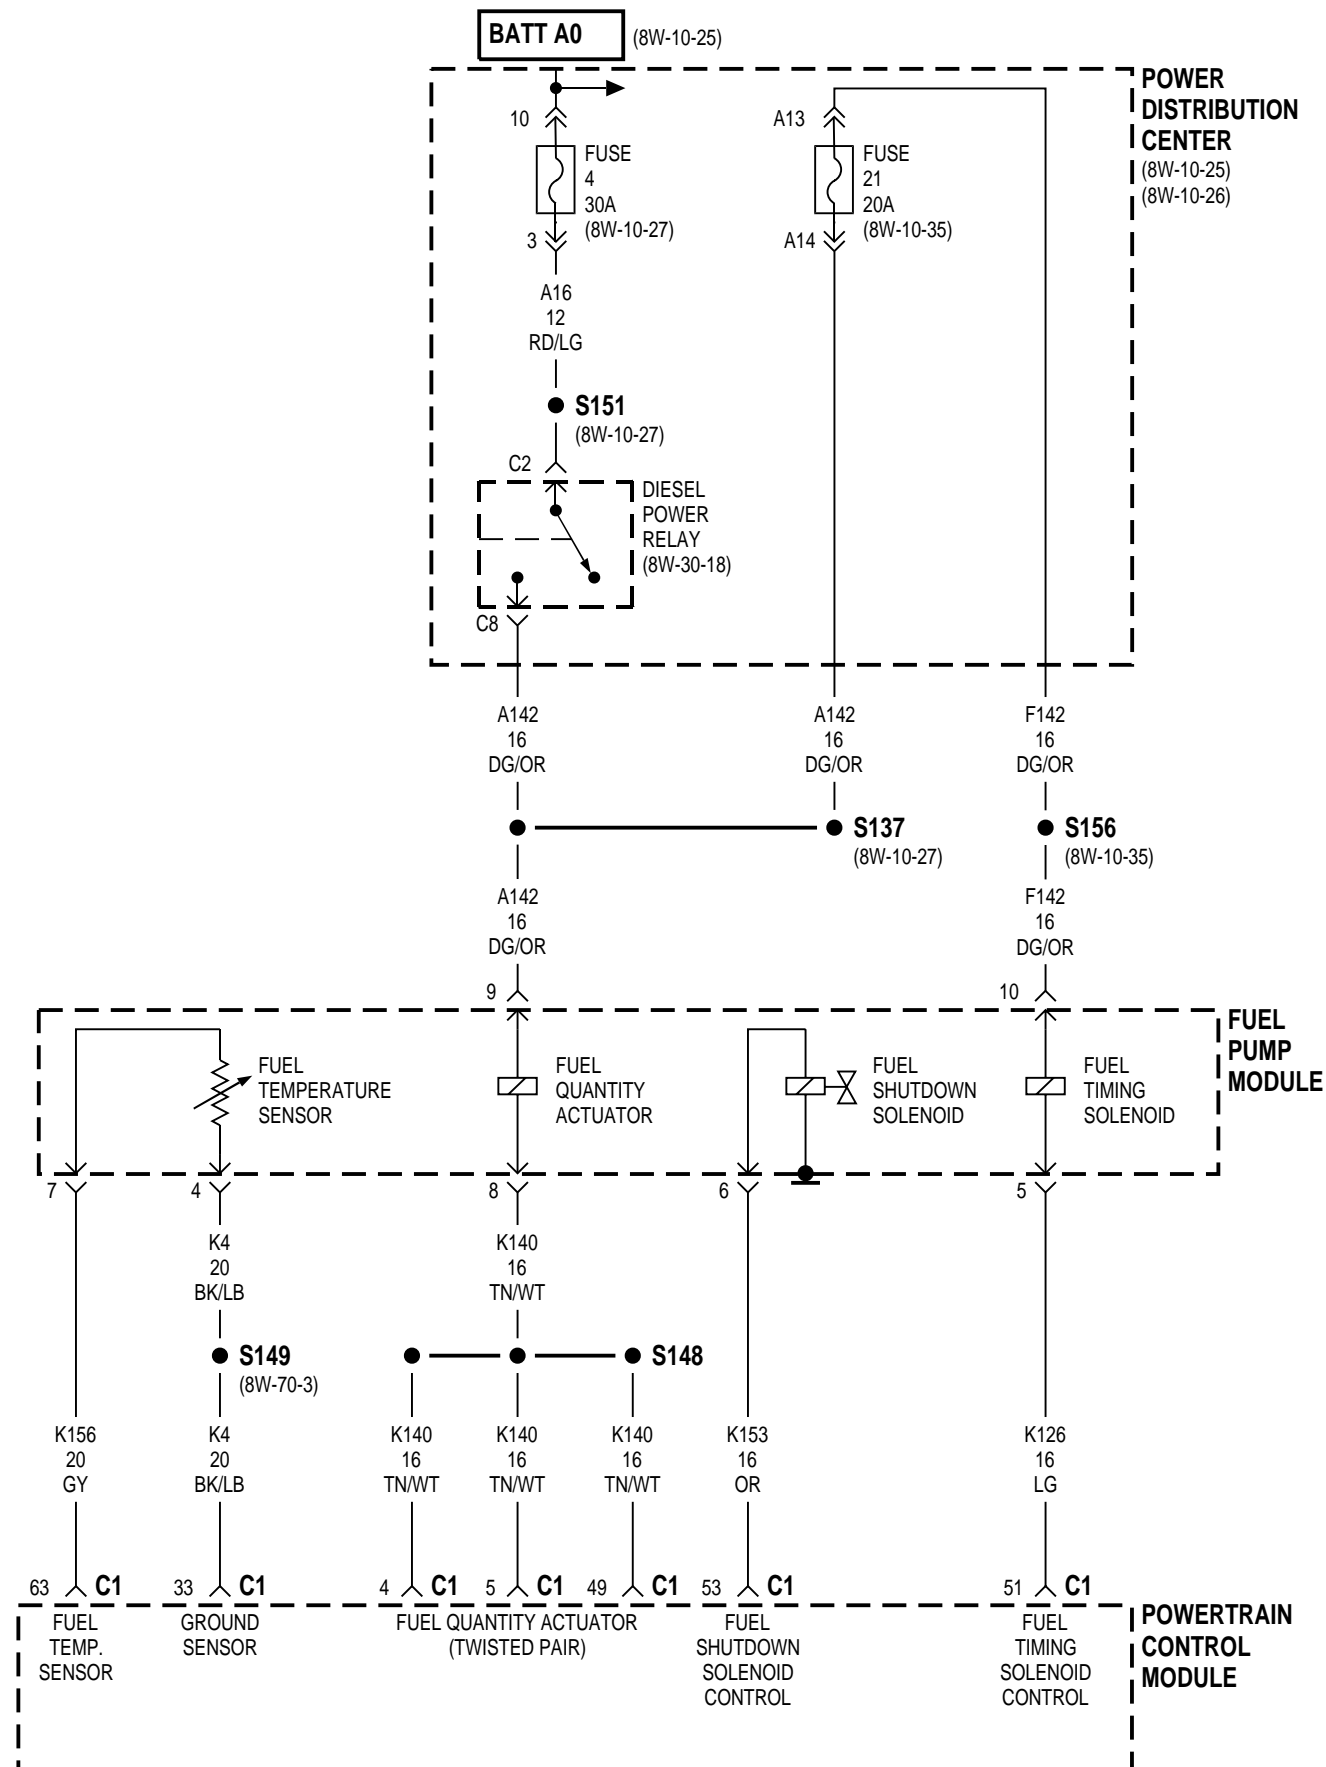 BATT A0 (8W-10-25)
POWER
DISTRIBUTION
CENTER
(8W-10-25)
(8W-10-26)
10
FUSE
4
30A
(8W-10-27)
3
A13
FUSE
21
20A
(8W-10-35)
A14
A16
12
RD/LG
S151
(8W-10-27)
C2
DIESEL
POWER
RELAY
(8W-30-18)
C8
A142
16
DG/OR
A142
16
DG/OR
F142
16
DG/OR
S137
(8W-10-27)
S156
(8W-10-35)
A142
16
DG/OR
F142
16
DG/OR
9
10
FUEL
PUMP
MODULE
FUEL
TEMPERATURE
SENSOR
FUEL
QUANTITY
ACTUATOR
FUEL
SHUTDOWN
SOLENOID
FUEL
TIMING
SOLENOID
7
4
8
6
5
K4
20
BK/LB
K140
16
TN/WT
S149
(8W-70-3)
S148
K156
20
GY
K4
20
BK/LB
K140
16
TN/WT
K140
16
TN/WT
K140
16
TN/WT
K153
16
OR
K126
16
LG
63 C1
33 C1
4 C1
5 C1
49 C1
53 C1
51 C1
FUEL
TEMP.
SENSOR
GROUND
SENSOR
FUEL QUANTITY ACTUATOR
(TWISTED PAIR)
FUEL
SHUTDOWN
SOLENOID
CONTROL
FUEL
TIMING
SOLENOID
CONTROL
POWERTRAIN
CONTROL
MODULE